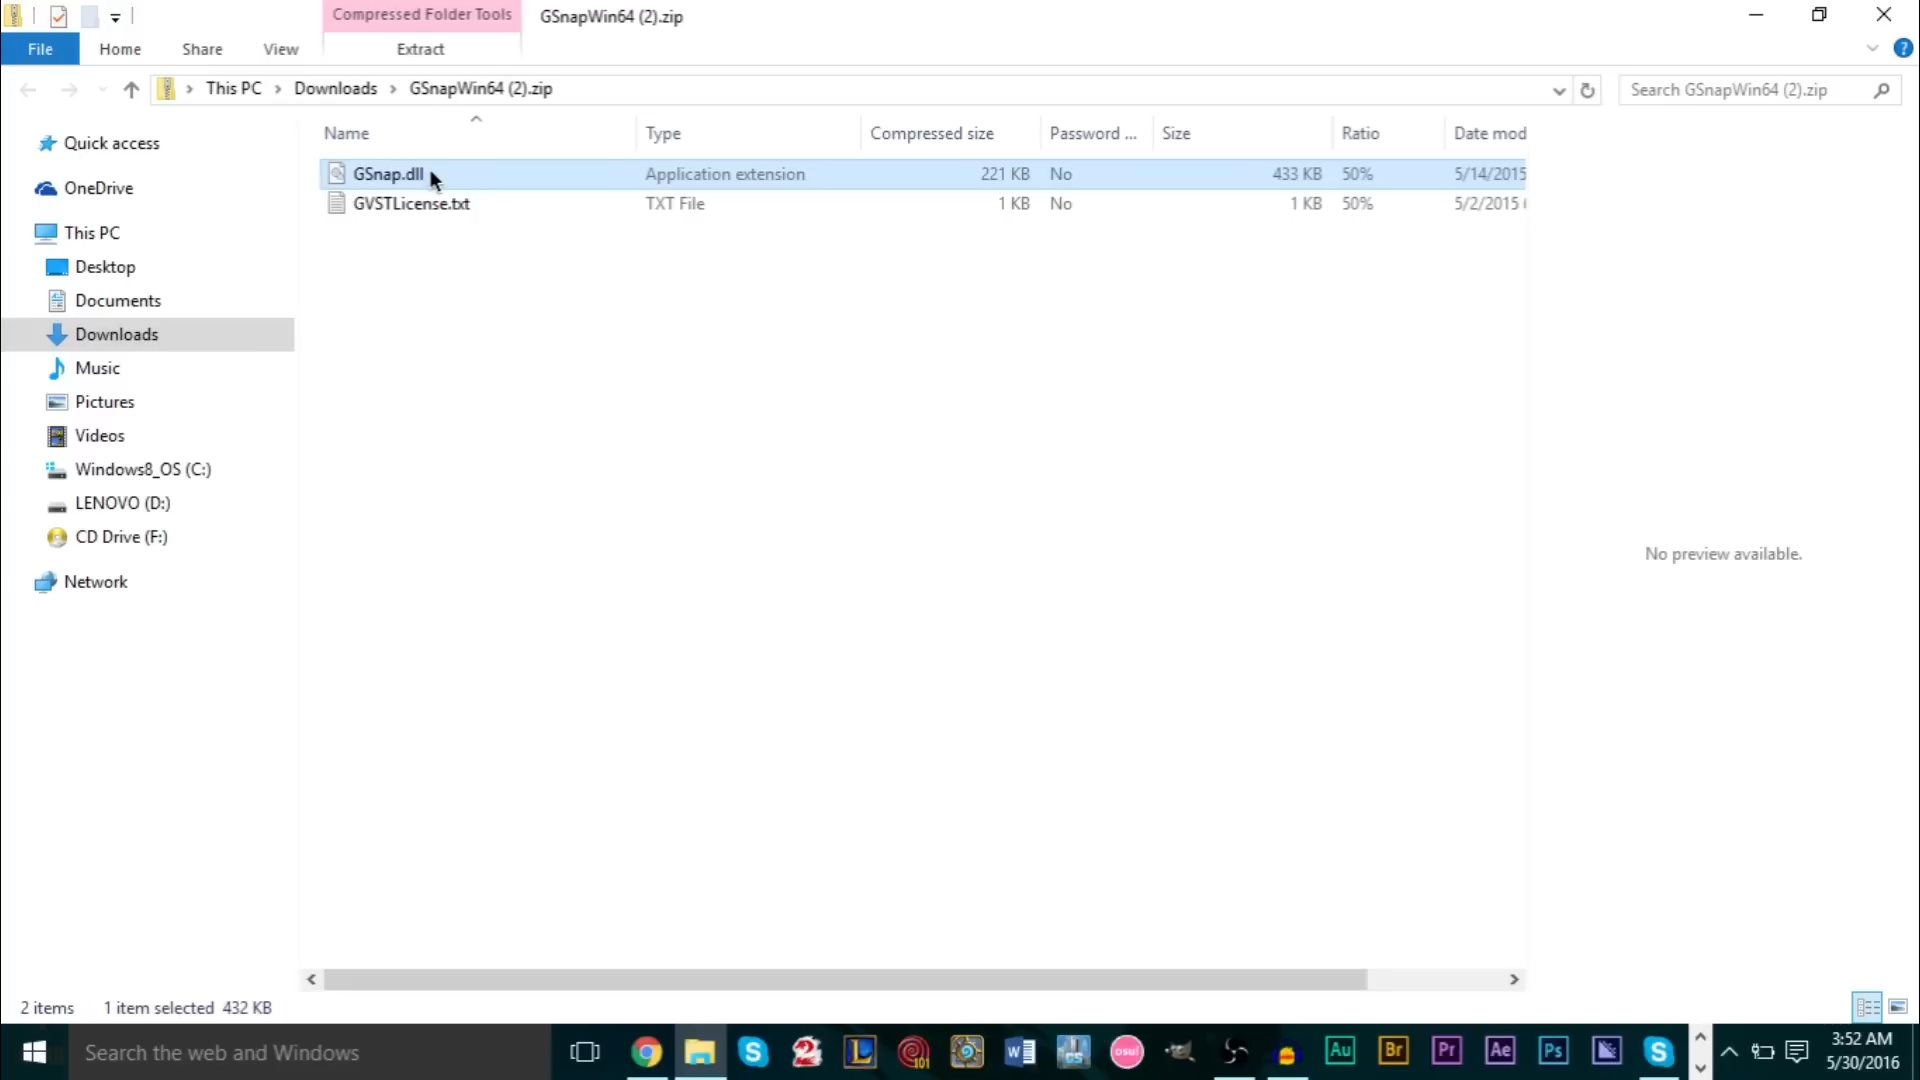 Compressed Folder Tools GSnapWin64 (2).zip
File Home Share View Extract
This PC Downloads GSnapWin64 (2).zip Search GSnapWin64 (2).zip
Name Type Compressed size Password ... Size Ratio Date mod
GSnap.dll Application extension 221 KB No 433 KB 50% 5/14/2015
GVSTLicense.txt TXT File 1 KB No 1 KB 50% 5/2/2015
Quick access
OneDrive
This PC
Desktop
Documents
Downloads
Music
Pictures
Videos
Windows8_OS (C:)
LENOVO (D:)
CD Drive (F:)
Network
No preview available.
2 items 1 item selected 432 KB
Search the web and Windows
101
osu!
Au Br Pr Ae Ps
3:52 AM
5/30/2016